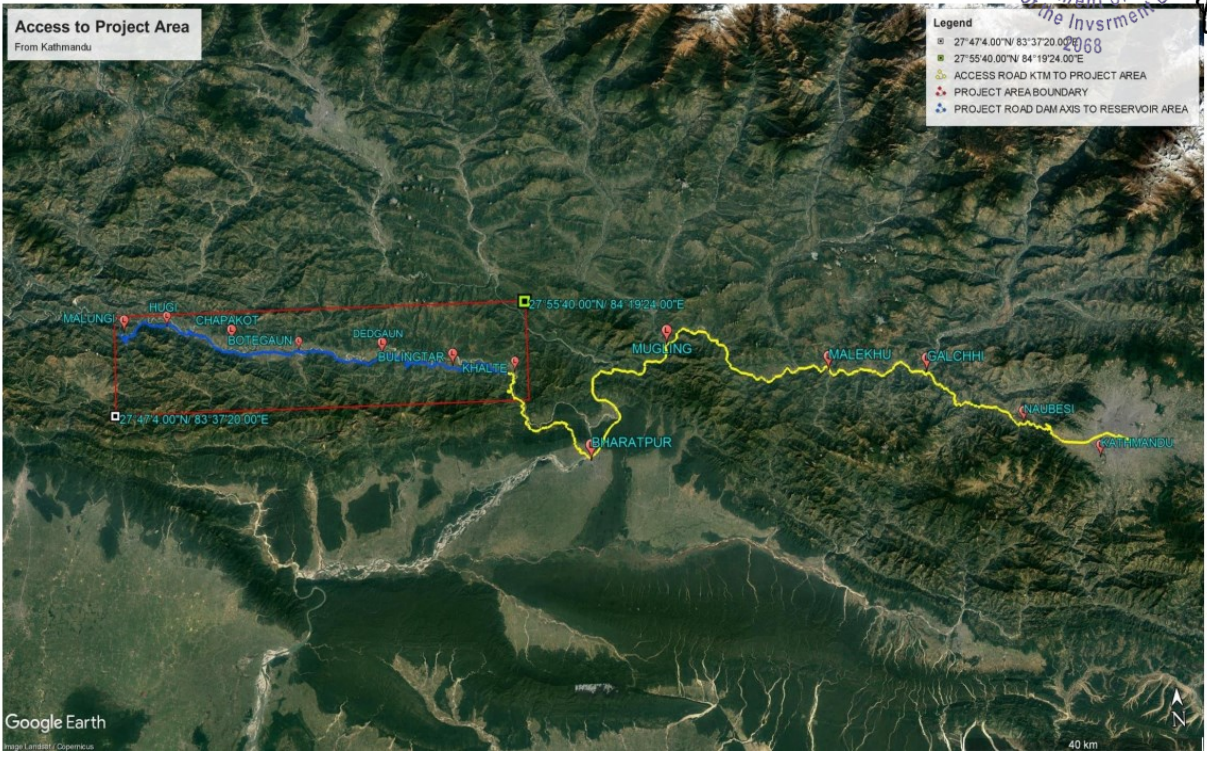 Access to Project Area
From Kathmandu
the Invsrment
2068
Legend
27°47'4.00"N/ 83°37'20.00"E
27°55'40.00"N/ 84°19'24.00"E
ACCESS ROAD KTM TO PROJECT AREA
PROJECT AREA BOUNDARY
PROJECT ROAD DAM AXIS TO RESERVOIR AREA
27°55'40.00"N/ 84°19'24.00"E
HUGI
MALUNGI
CHAPAKOT
BOTEGAUN
DEDGAUN
BULINGTAR
KHALTE
MUGLING
MALEKHU
GALCHHI
27°47'4.00"N/ 83°37'20.00"E
NAUBESI
BHARATPUR
KATHMANDU
Google Earth
Image Landsat / Copernicus
N
40 km